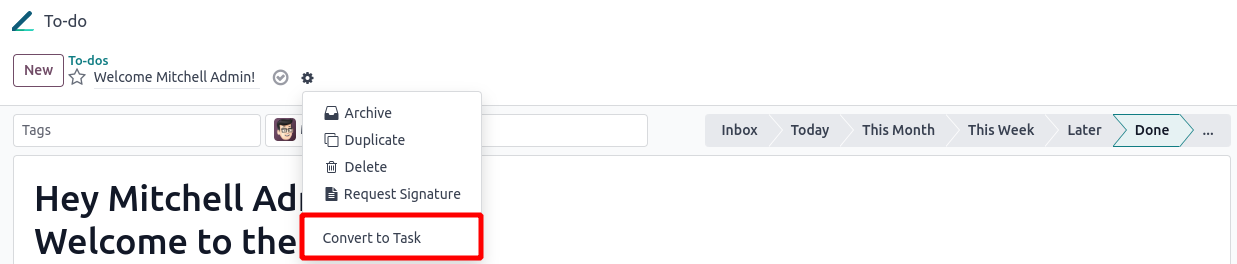 To-do
New
To-dos
Welcome Mitchell Admin!
Archive
Duplicate
Delete
Request Signature
Convert to Task
Tags
Inbox Today This Month This Week Later Done ...
Hey Mitchell
Welcome to the